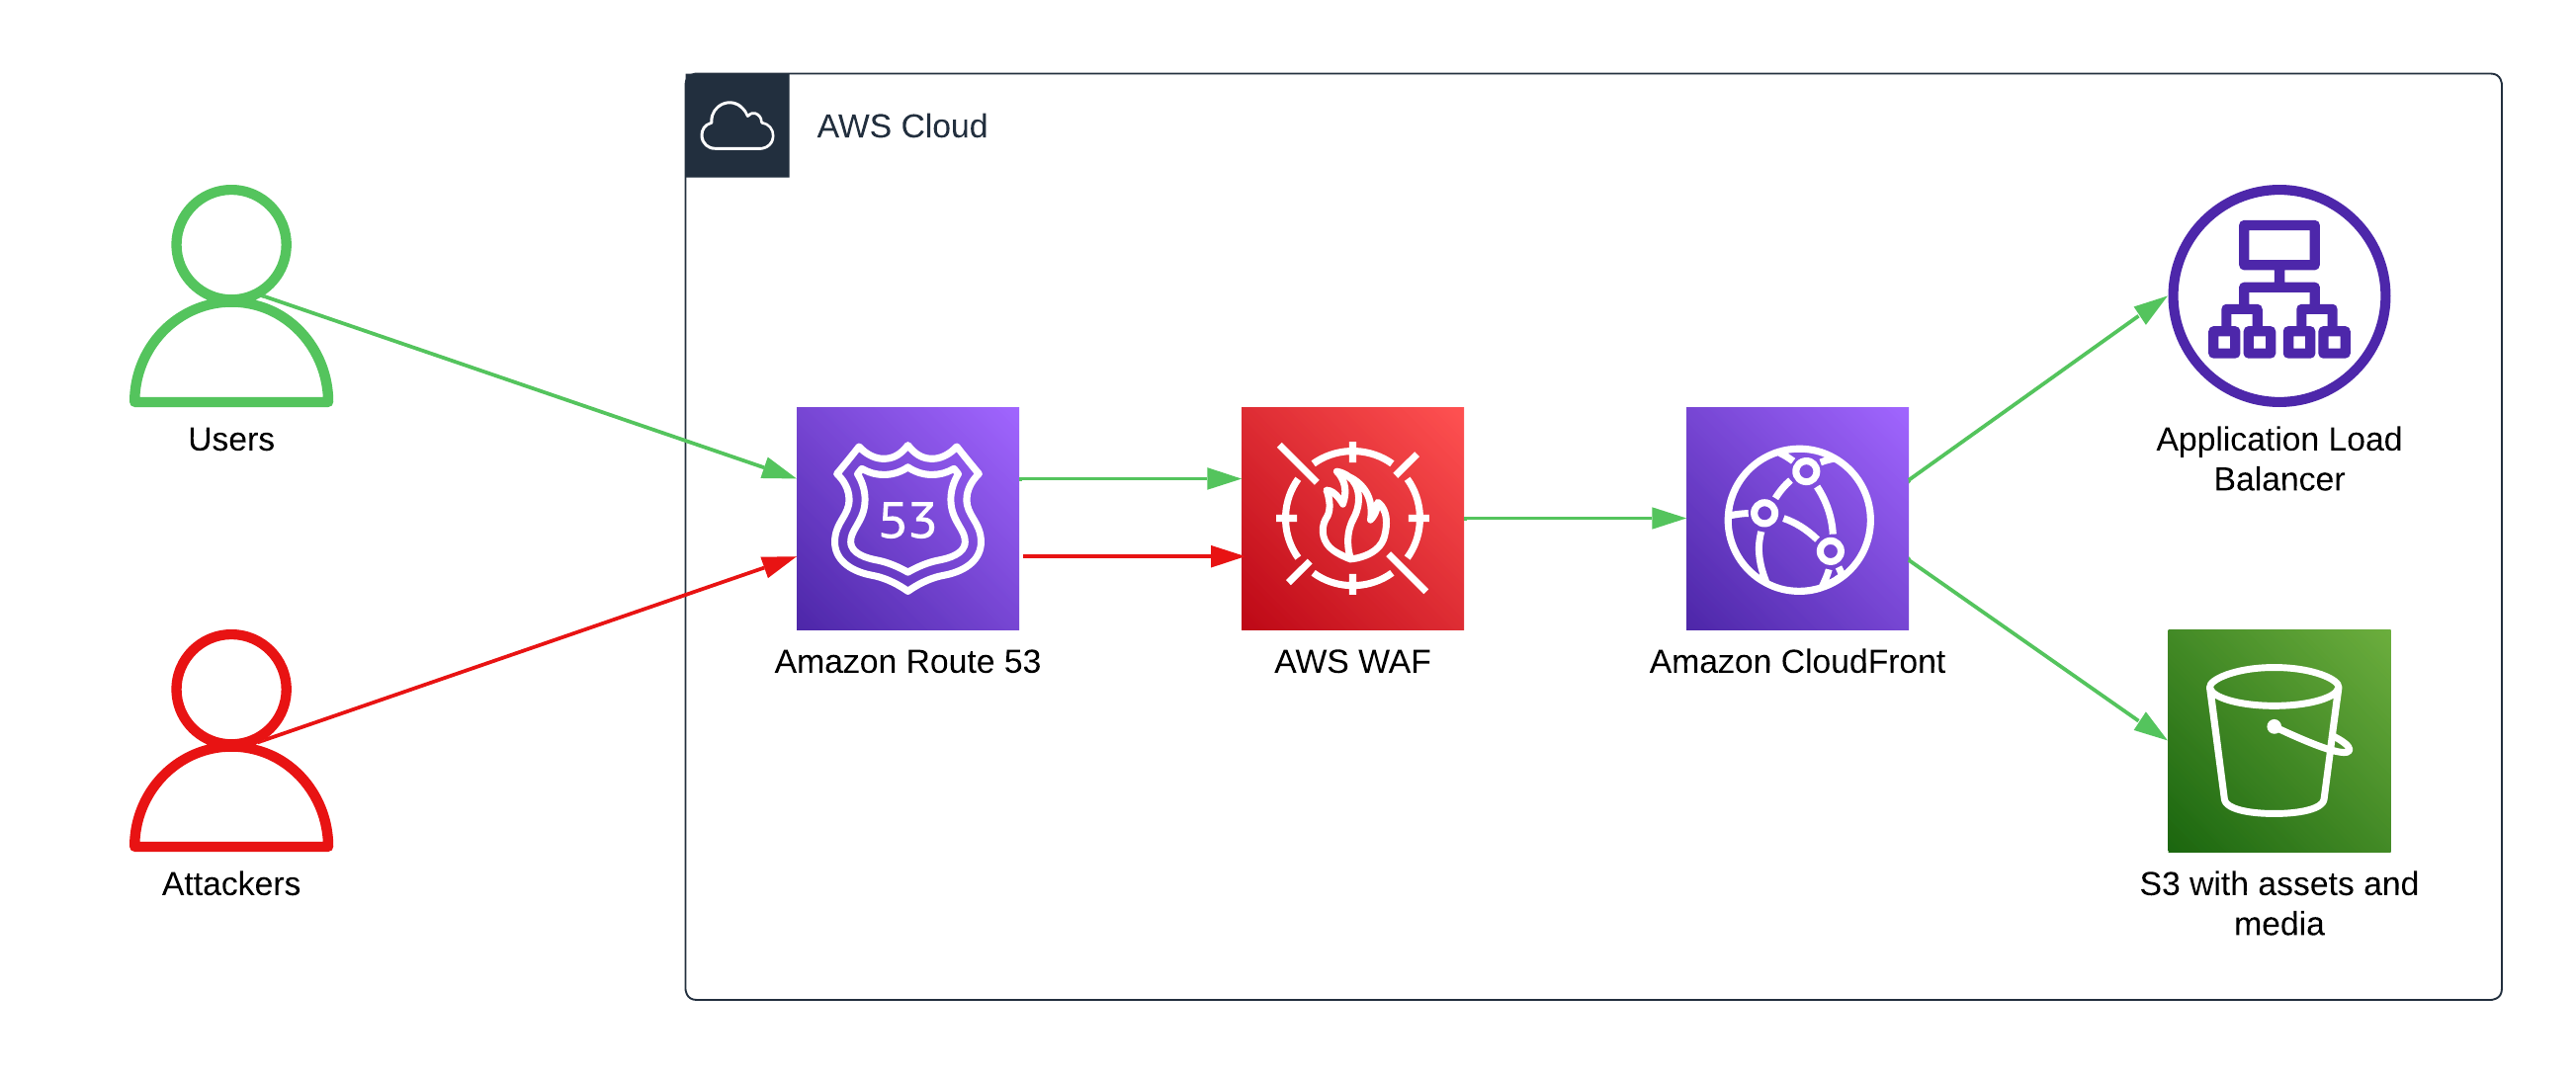 AWS Cloud
Users
Application Load
Balancer
53
Amazon Route 53
AWS WAF
Amazon CloudFront
Attackers
S3 with assets and
media